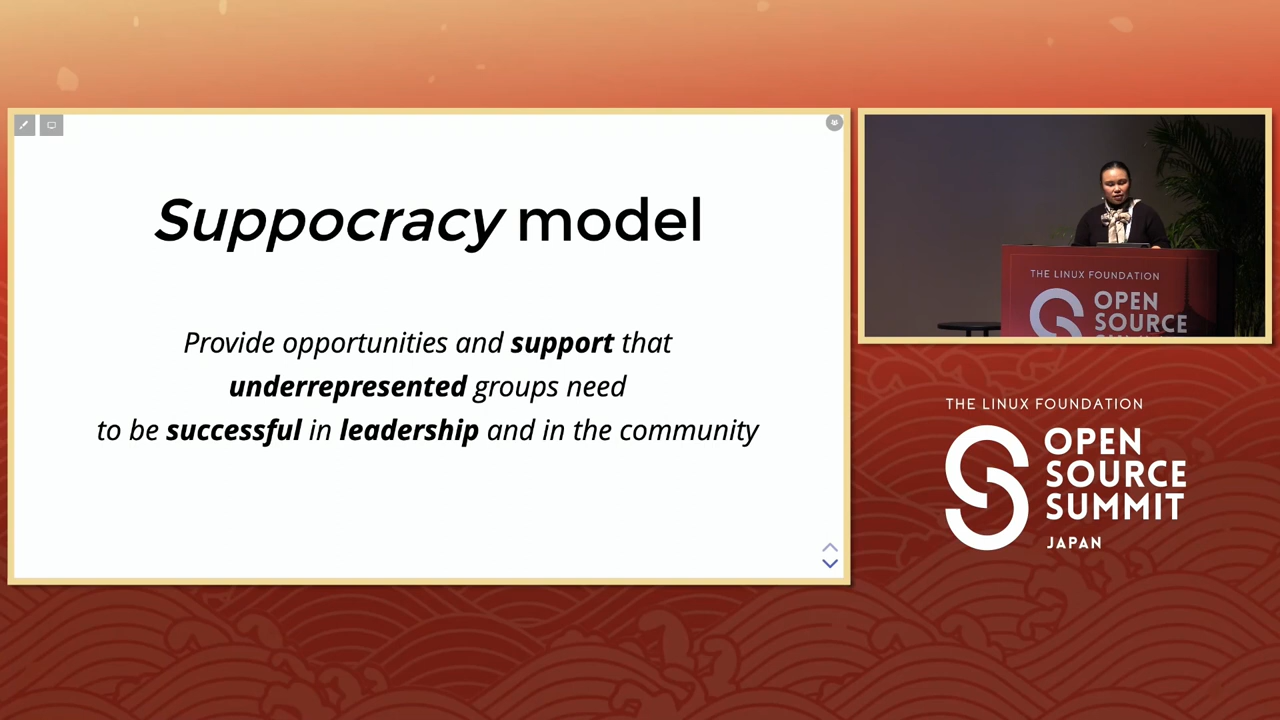 Suppocracy model
Provide opportunities and support that
underrepresented groups need
to be successful in leadership and in the community
THE LINUX FOUNDATION
OPEN
SOURCE
THE LINUX FOUNDATION
OPEN
SOURCE
SUMMIT
JAPAN